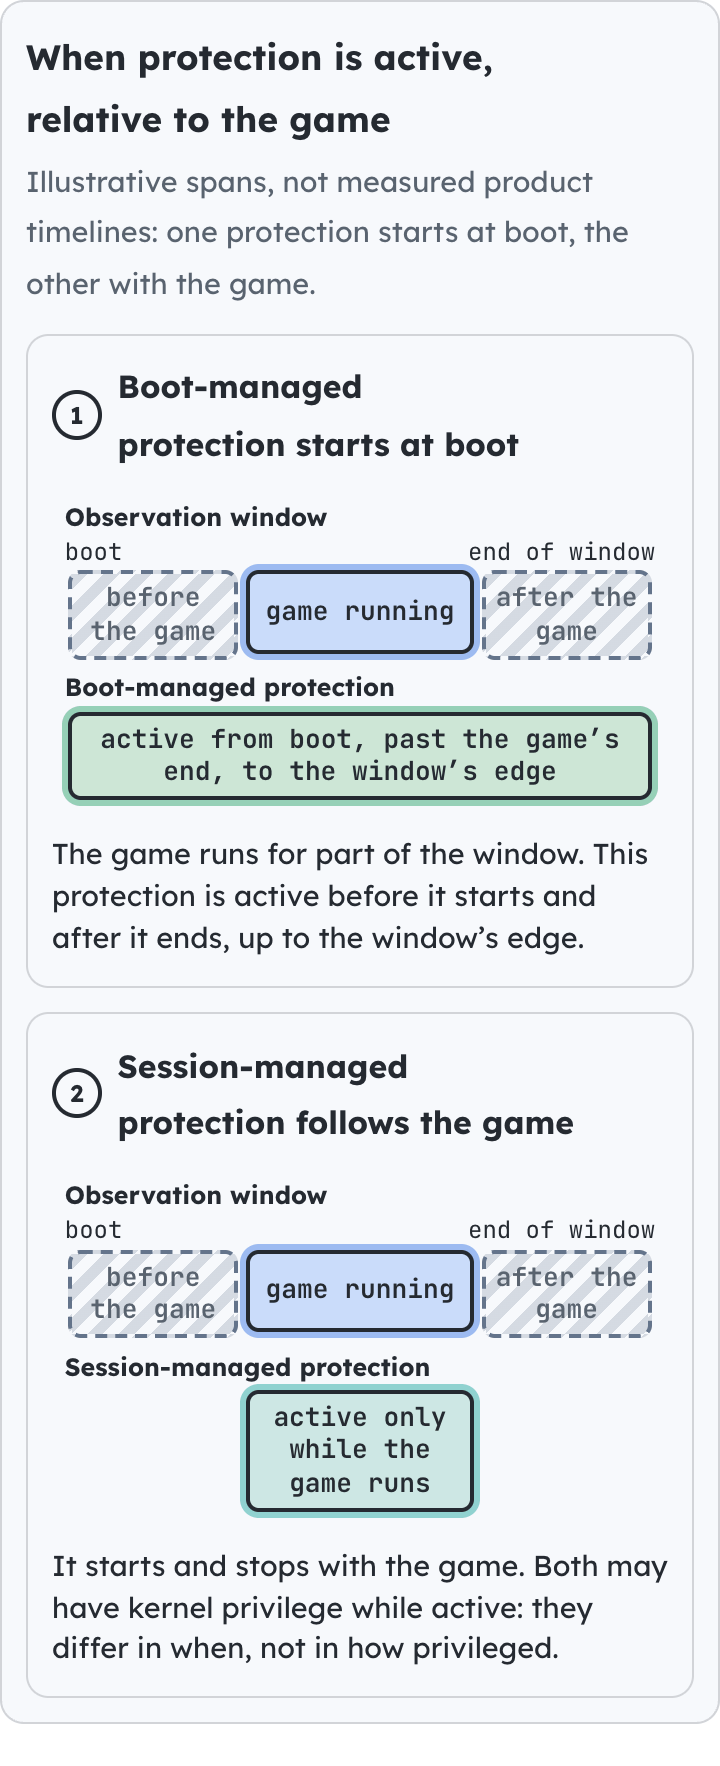 When protection is active,
relative to the game
Illustrative spans, not measured product
timelines: one protection starts at boot, the
other with the game.
1
Boot-managed
protection starts at boot
Observation window
boot
end of window
before
the game
game running
after the
game
Boot-managed protection
active from boot, past the game’s
end, to the window’s edge
The game runs for part of the window. This
protection is active before it starts and
after it ends, up to the window’s edge.
2
Session-managed
protection follows the game
Observation window
boot
end of window
before
the game
game running
after the
game
Session-managed protection
active only
while the
game runs
It starts and stops with the game. Both may
have kernel privilege while active: they
differ in when, not in how privileged.